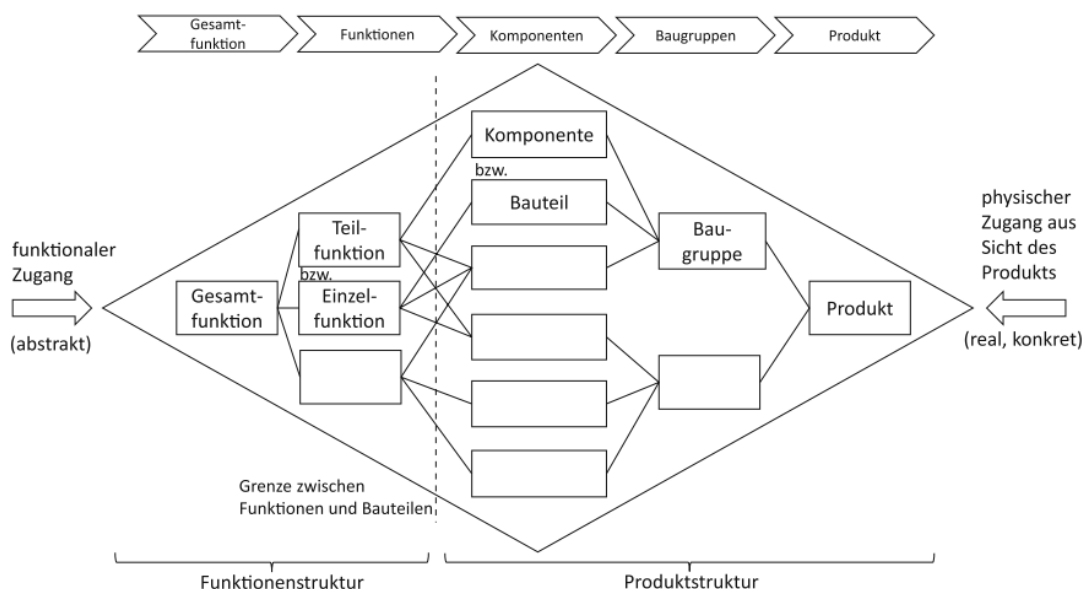 Gesamt-
funktion
Funktionen
Komponenten
Baugruppen
Produkt
Komponente
bzw.
Bauteil
Teil-
funktion
bzw.
Einzel-
funktion
Gesamt-
funktion
Bau-
gruppe
Produkt
funktionaler
Zugang
(abstrakt)
physischer
Zugang aus
Sicht des
Produkts
(real, konkret)
Grenze zwischen
Funktionen und Bauteilen
Funktionenstruktur
Produktstruktur